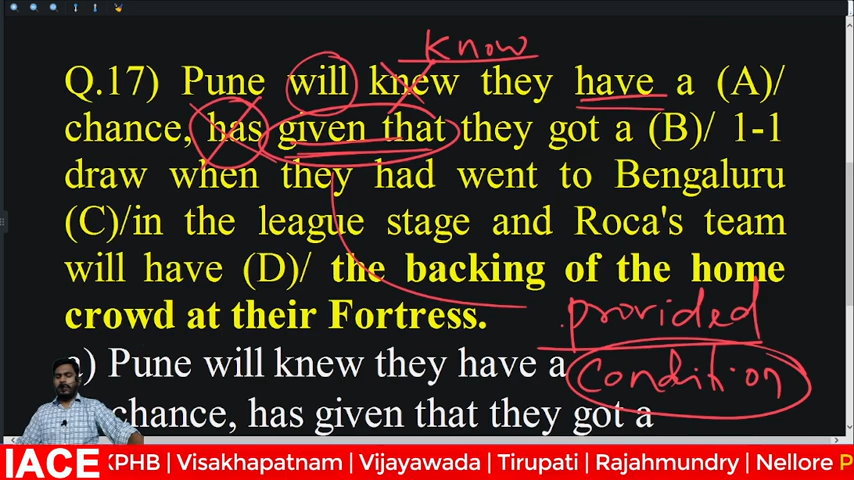 know
Q.17) Pune will knew they have a (A)/
chance, has given that they got a (B)/ 1-1
draw when they had went to Bengaluru
(C)/in the league stage and Roca's team
will have (D)/ the backing of the home
crowd at their Fortress.
provided
a) Pune will knew they have a
condition
chance, has given that they got a
IACE KPHB | Visakhapatnam | Vijayawada | Tirupati | Rajahmundry | Nellore P